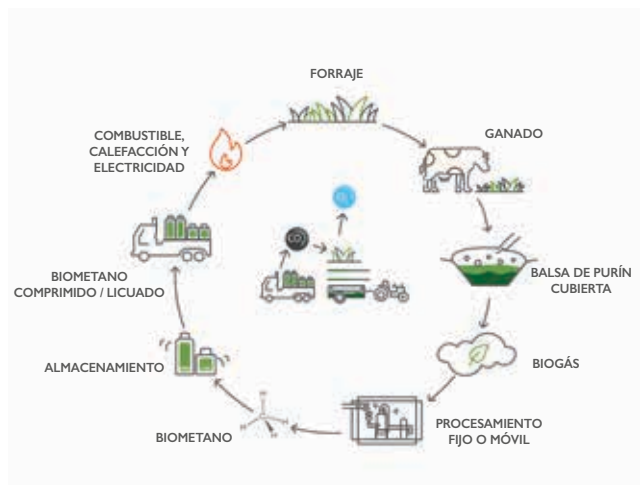 FORRAJE
GANADO
BALSA DE PURÍN
CUBIERTA
BIOGÁS
PROCESAMIENTO
FIJO O MÓVIL
BIOMETANO
ALMACENAMIENTO
BIOMETANO
COMPRIMIDO / LICUADO
COMBUSTIBLE,
CALEFACCIÓN Y
ELECTRICIDAD
H
H
H
H